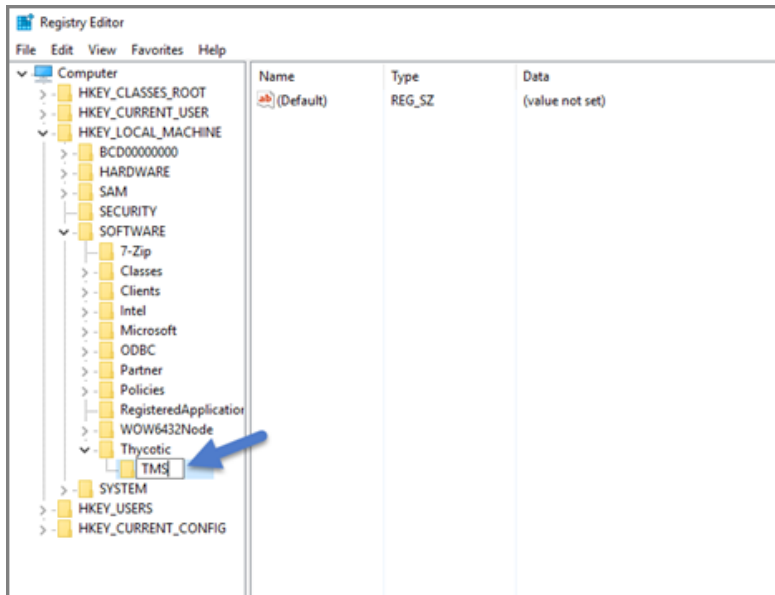 Registry Editor
File Edit View Favorites Help
Computer
HKEY_CLASSES_ROOT
HKEY_CURRENT_USER
HKEY_LOCAL_MACHINE
BCD00000000
HARDWARE
SAM
SECURITY
SOFTWARE
7-Zip
Classes
Clients
Intel
Microsoft
ODBC
Partner
Policies
RegisteredApplication
WOW6432Node
Thycotic
TMS
SYSTEM
HKEY_USERS
HKEY_CURRENT_CONFIG
Name Type Data
ab (Default) REG_SZ (value not set)